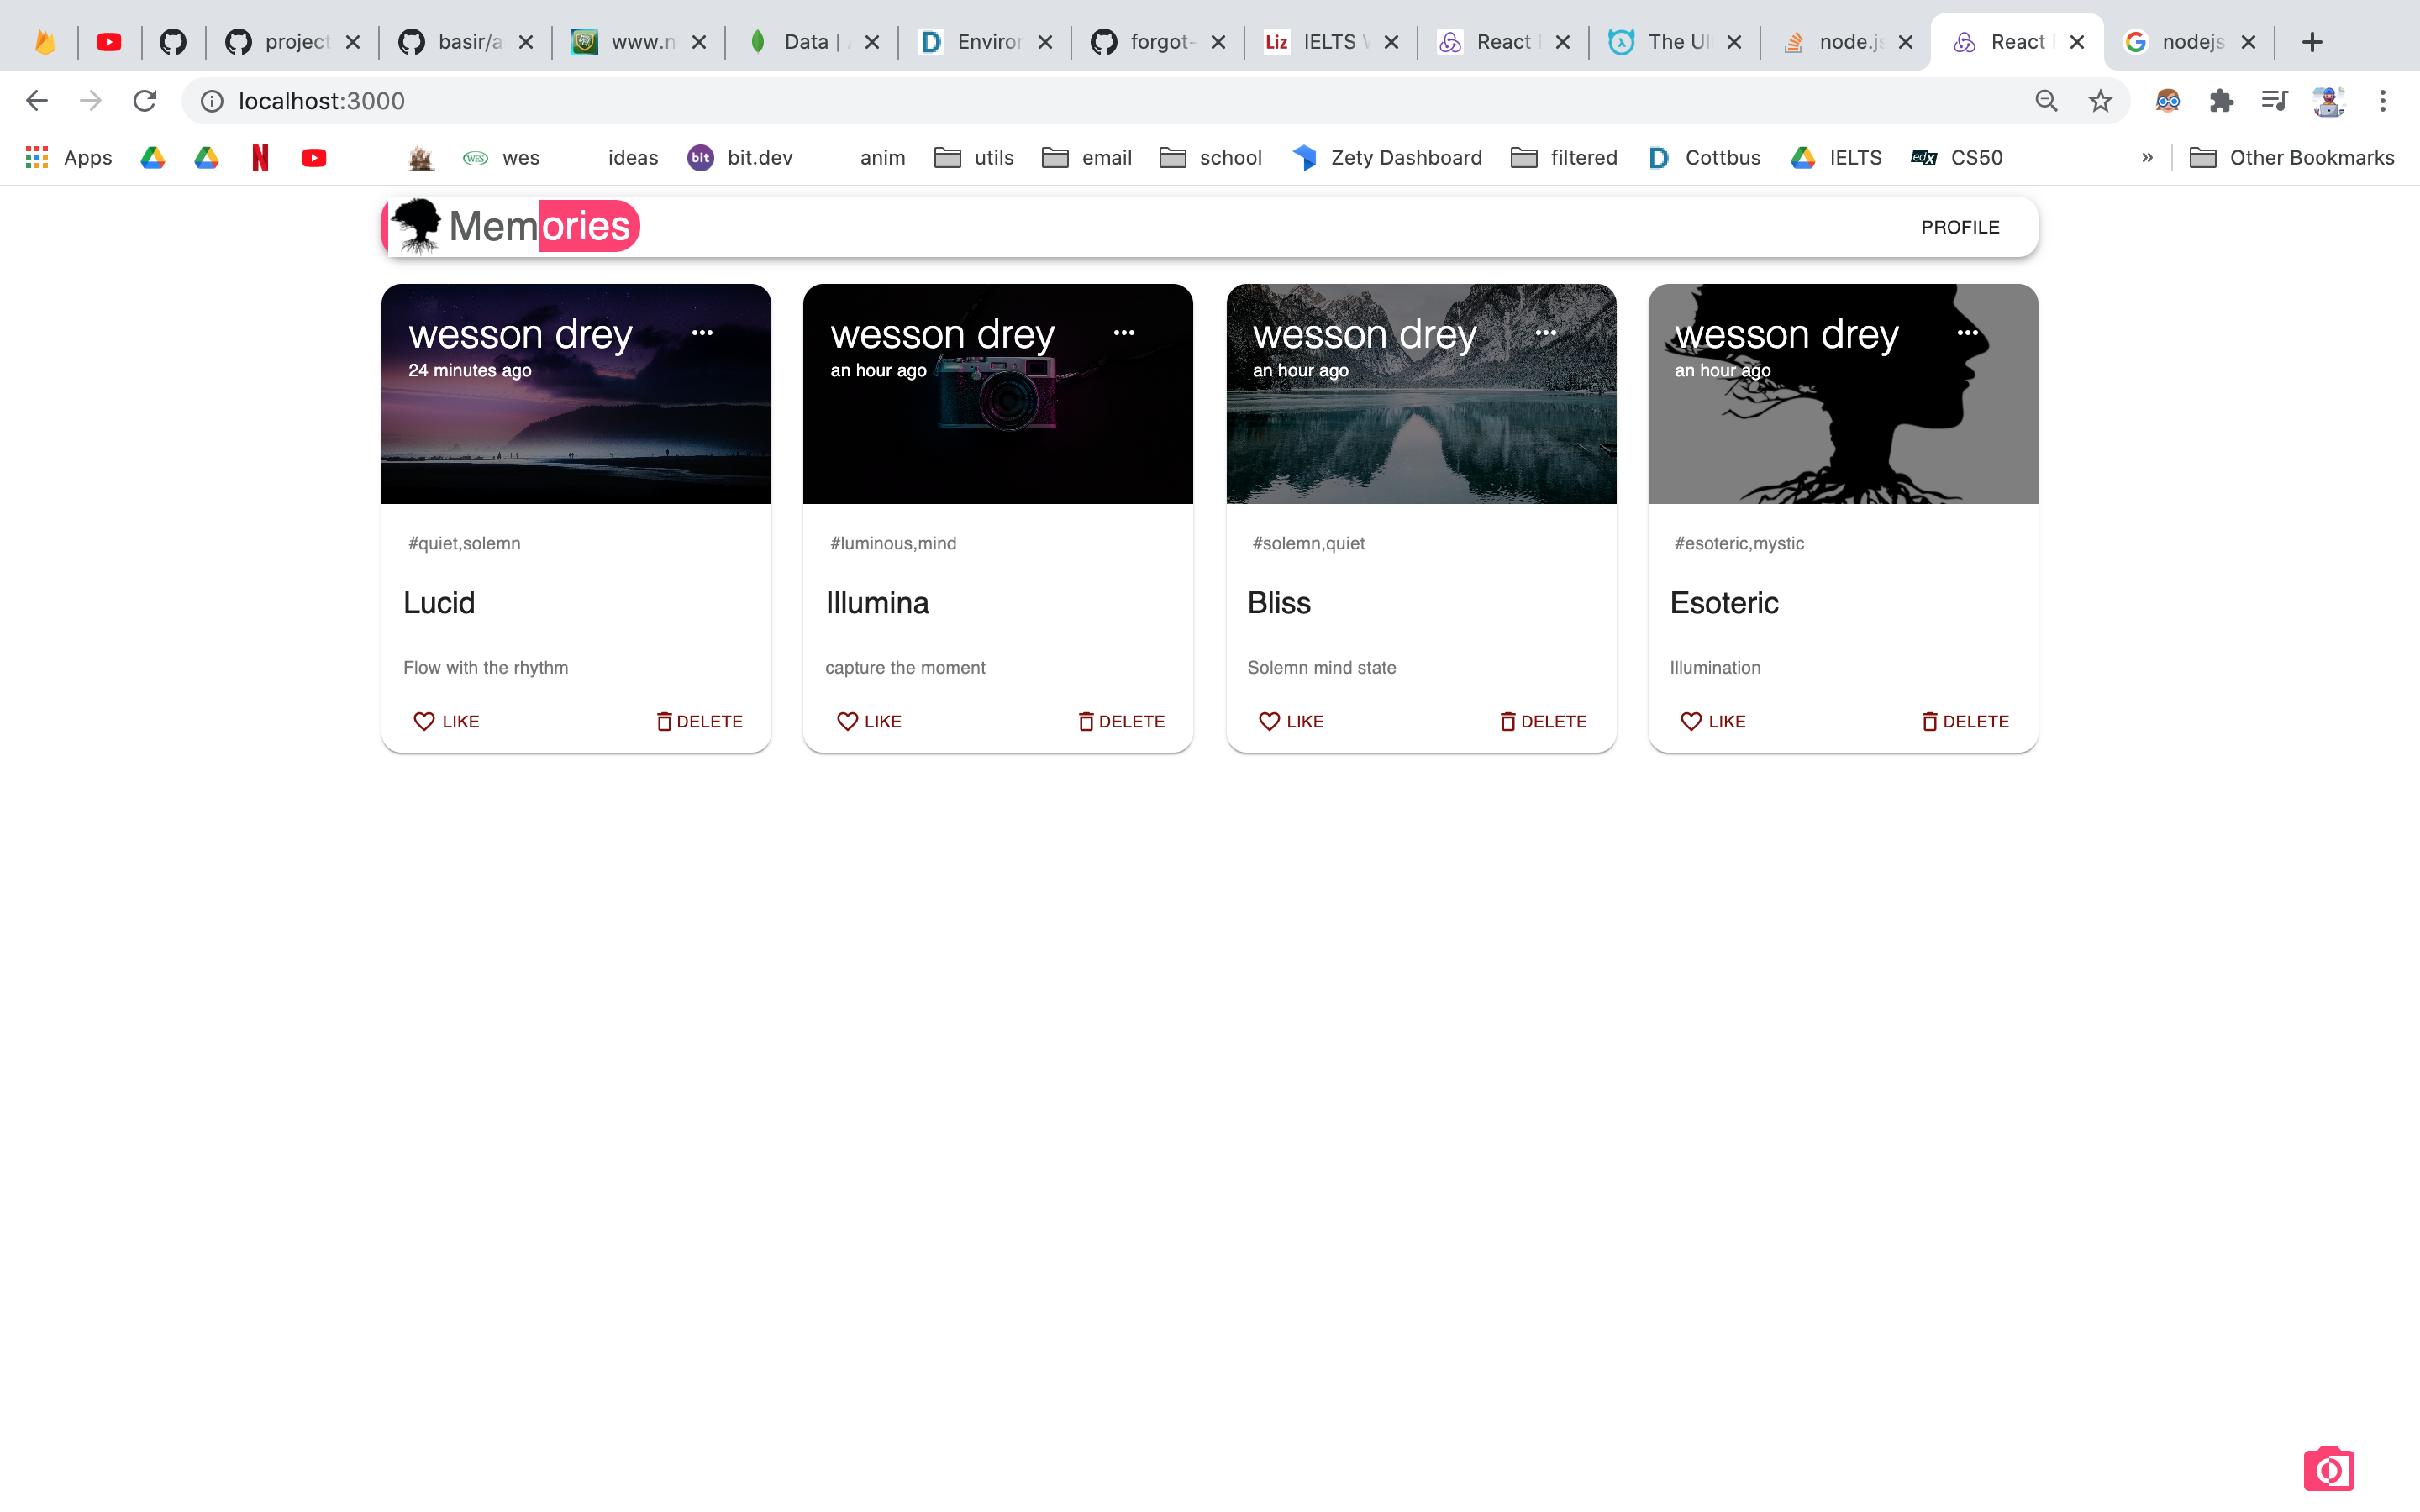 project basir/a www.n Data | Enviror forgot- IELTS React The Ul node.js React nodejs
localhost:3000
Apps wes ideas bit bit.dev anim utils email school Zety Dashboard filtered Cottbus IELTS edX CS50 » Other Bookmarks
Memories PROFILE
wesson drey
24 minutes ago
#quiet,solemn
Lucid
Flow with the rhythm
LIKE DELETE
wesson drey
an hour ago
#luminous,mind
Illumina
capture the moment
LIKE DELETE
wesson drey
an hour ago
#solemn,quiet
Bliss
Solemn mind state
LIKE DELETE
wesson drey
an hour ago
#esoteric,mystic
Esoteric
Illumination
LIKE DELETE